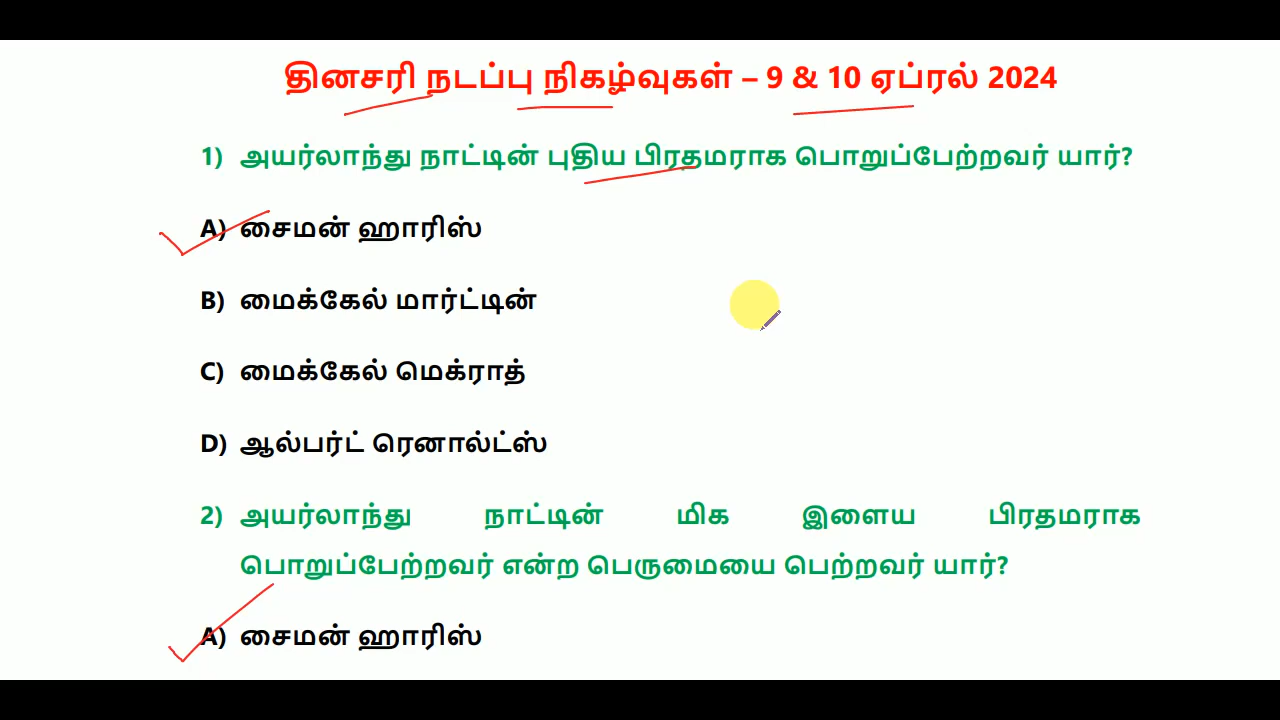 தினசரி நடப்பு நிகழ்வுகள் – 9 & 10 ஏப்ரல் 2024
1) அயர்லாந்து நாட்டின் புதிய பிரதமராக பொறுப்பேற்றவர் யார்?
A) சைமன் ஹாரிஸ்
B) மைக்கேல் மார்ட்டின்
C) மைக்கேல் மெக்ராத்
D) ஆல்பர்ட் ரெனால்ட்ஸ்
2) அயர்லாந்து நாட்டின் மிக இளைய பிரதமராக
பொறுப்பேற்றவர் என்ற பெருமையை பெற்றவர் யார்?
A) சைமன் ஹாரிஸ்